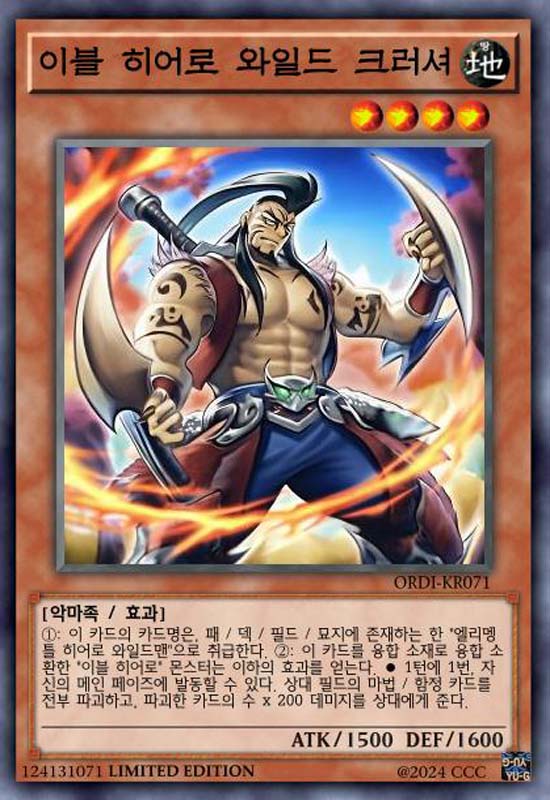 이블 히어로 와일드 크러셔
땅
地
ORDI-KR071
[악마족 / 효과]
①: 이 카드의 카드명은, 패 / 덱 / 필드 / 묘지에 존재하는 한 "엘리멩
틀 히어로 와일드맨"으로 취급한다. ②: 이 카드를 융합 소재로 융합 소
환한 "이블 히어로" 몬스터는 이하의 효과를 얻는다. ● 1턴에 1번, 자
신의 메인 페이즈에 발동할 수 있다. 상대 필드의 마법 / 함정 카드를
전부 파괴하고, 파괴한 카드의 수 x 200 데미지를 상대에게 준다.
ATK/1500 DEF/1600
124131071 LIMITED EDITION
@2024 CCC
YU-G
YU-G